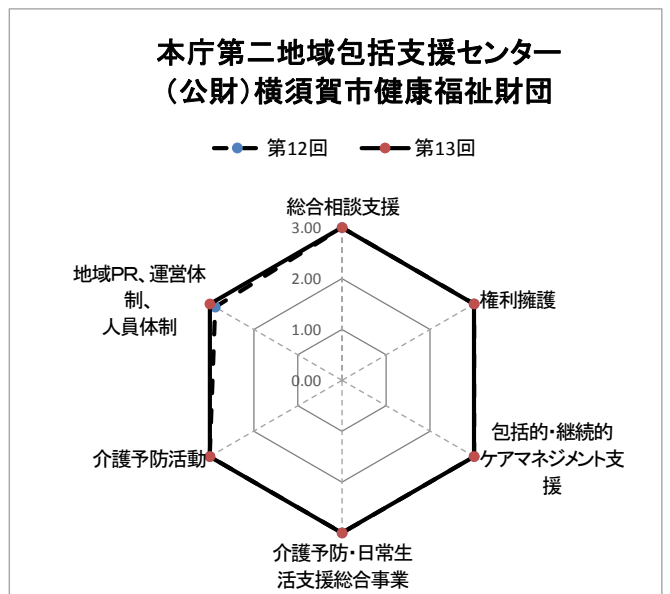 本庁第二地域包括支援センター
（公財）横須賀市健康福祉財団
第12回 第13回
総合相談支援
3.00
地域PR、運営体
制、
人員体制
2.00
権利擁護
1.00
0.00
包括的・継続的
ケアマネジメント支
援
介護予防活動
介護予防・日常生
活支援総合事業